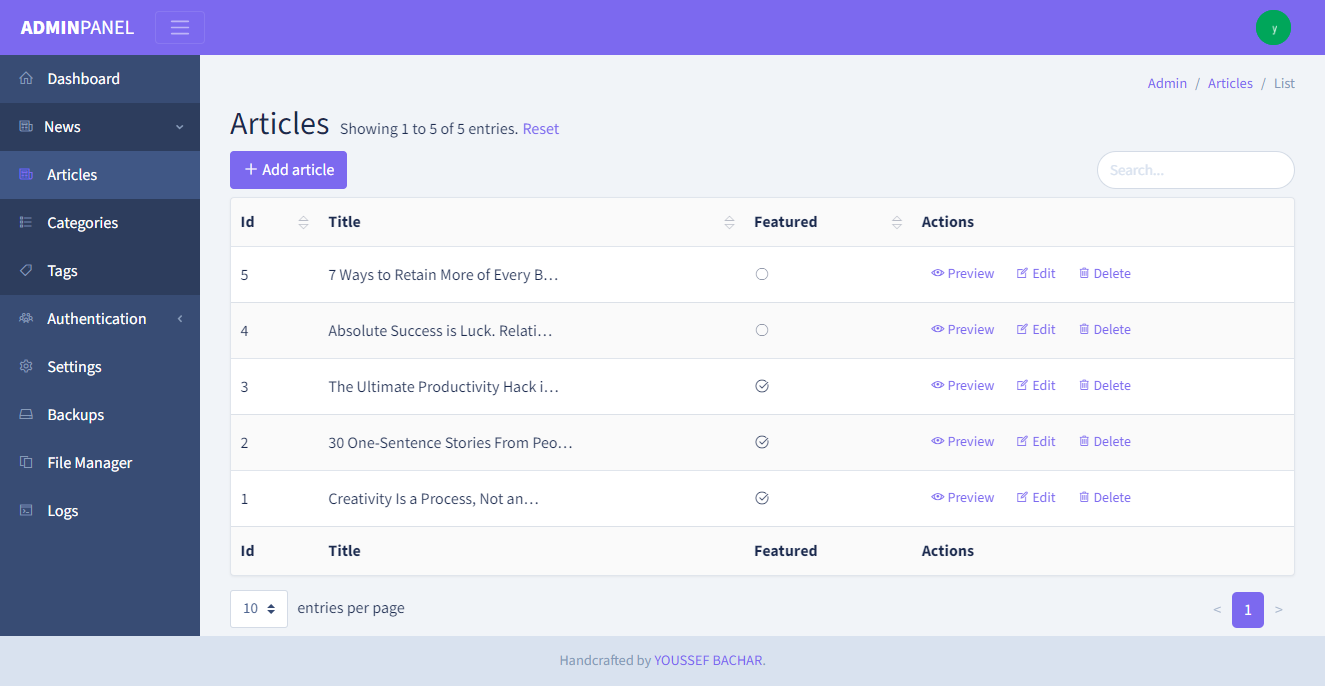 ADMINPANEL
y
Dashboard
News
Articles
Categories
Tags
Authentication
Settings
Backups
File Manager
Logs
Admin / Articles / List
Articles Showing 1 to 5 of 5 entries. Reset
+ Add article
Search...
Id Title Featured Actions
5 7 Ways to Retain More of Every B... Preview Edit Delete
4 Absolute Success is Luck. Relati... Preview Edit Delete
3 The Ultimate Productivity Hack i... Preview Edit Delete
2 30 One-Sentence Stories From Peo... Preview Edit Delete
1 Creativity Is a Process, Not an... Preview Edit Delete
Id Title Featured Actions
10 entries per page
< 1 >
Handcrafted by YOUSSEF BACHAR.